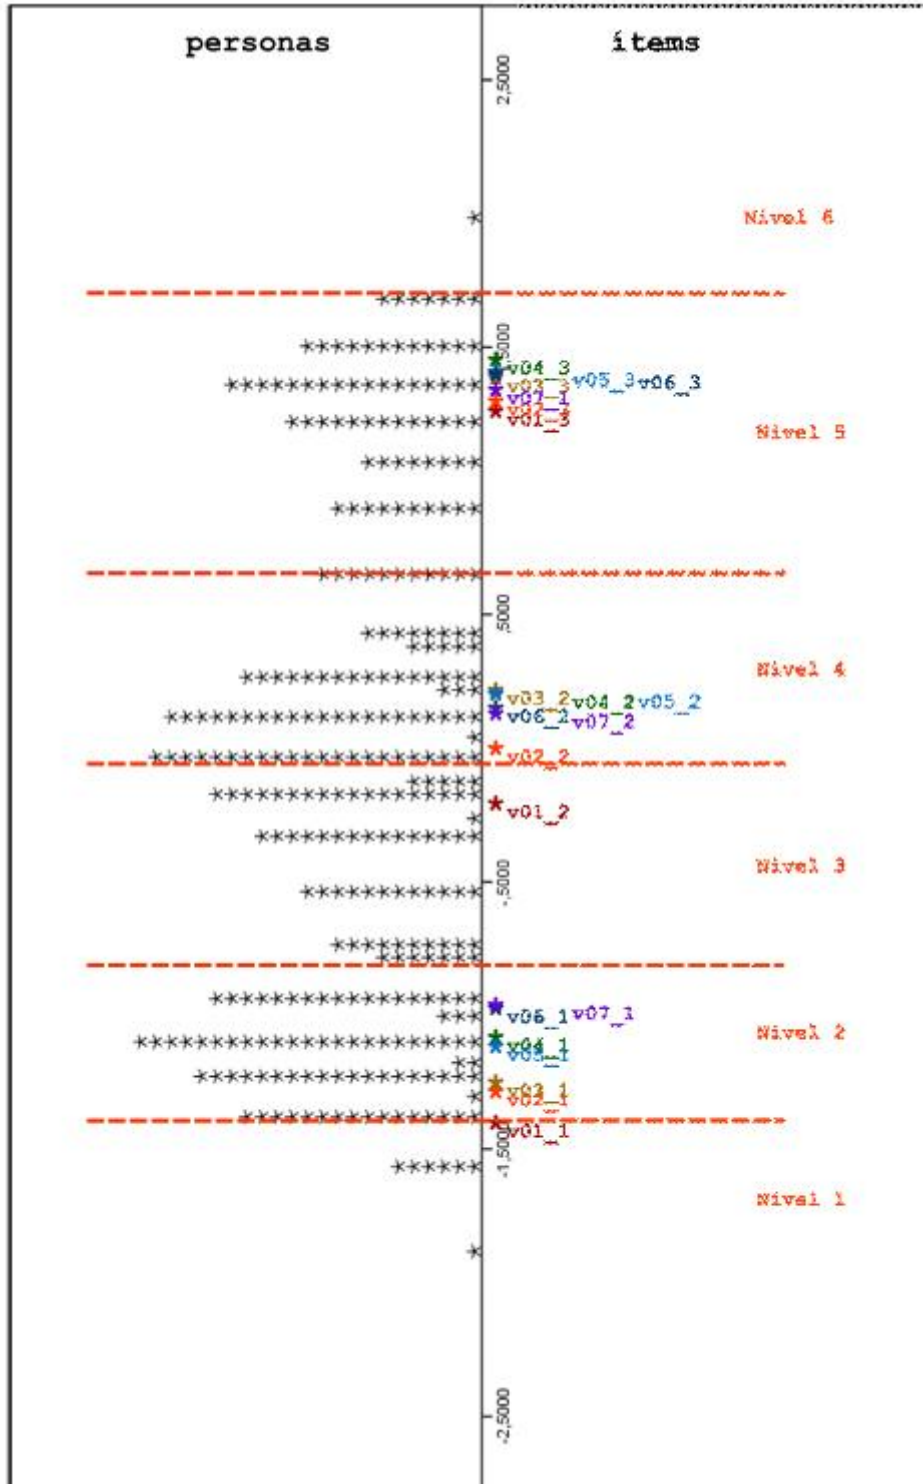 personas ítems
2,5000
Nivel 6
v04_3
v05_3
v06_3
v03_3
v07_1
v01_3
Nivel 5
,5000
Nivel 4
v03_2
v04_2
v05_2
v06_2
v07_2
v02_2
v01_2
Nivel 3
-,5000
v06_1
v07_1
Nivel 2
v04_1
v05_1
v03_1
v02_1
v01_1
-1,5000
Nivel 1
-2,5000